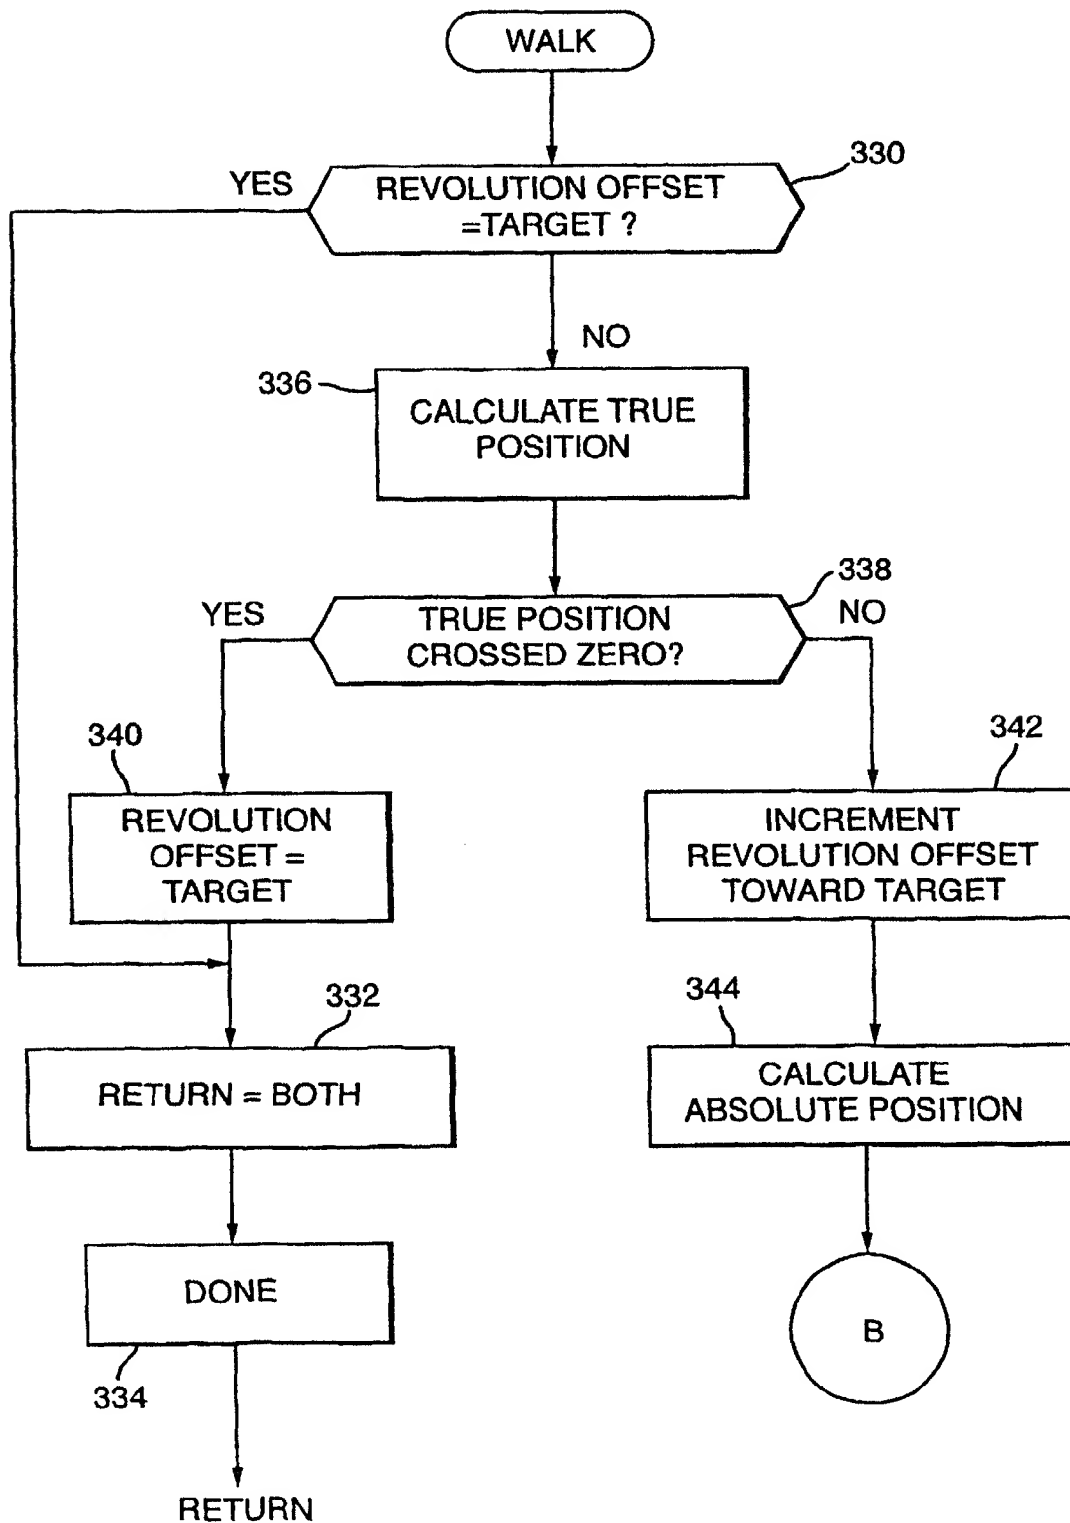 WALK
330
YES
REVOLUTION OFFSET
=TARGET ?
NO
336
CALCULATE TRUE
POSITION
338
YES
TRUE POSITION
CROSSED ZERO?
NO
340
342
REVOLUTION
OFFSET =
TARGET
INCREMENT
REVOLUTION OFFSET
TOWARD TARGET
332
344
RETURN = BOTH
CALCULATE
ABSOLUTE POSITION
DONE
B
334
RETURN